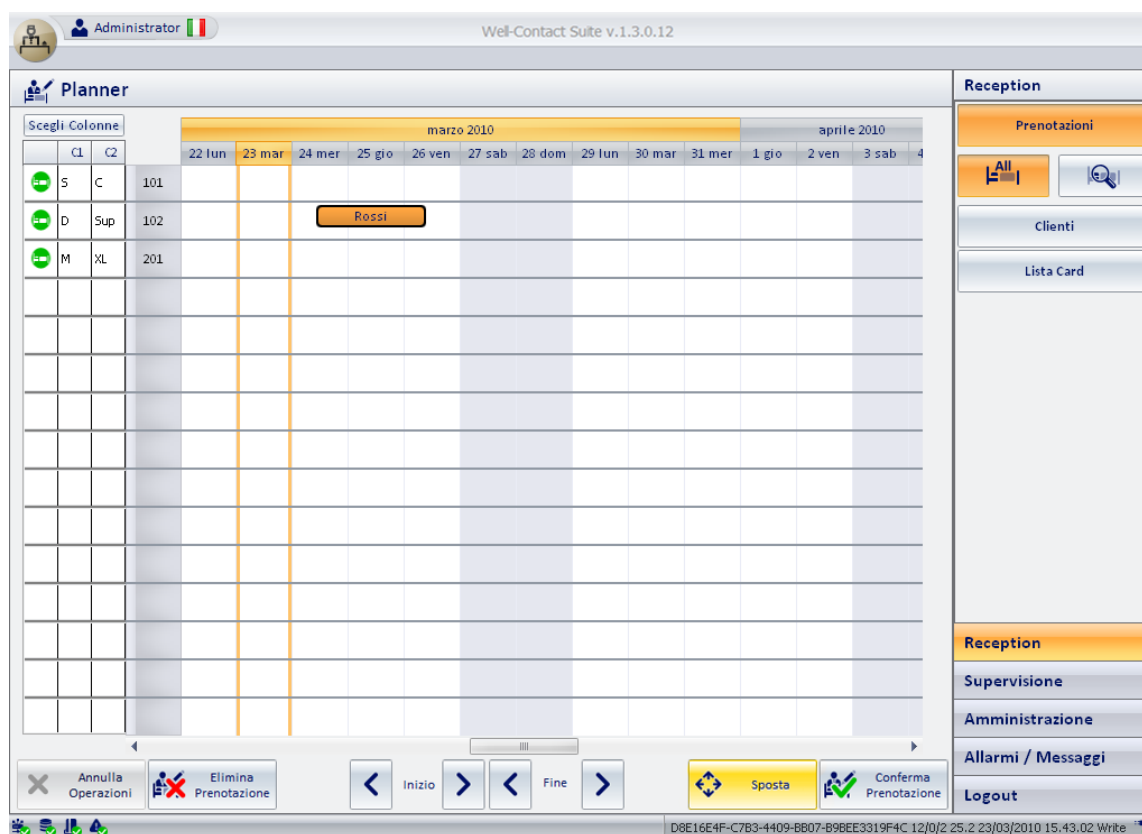 Administrator
Well-Contact Suite v.1.3.0.12
Planner
Reception
Scegli Colonne
marzo 2010 aprile 2010
Prenotazioni
C1 C2 22 lun 23 mar 24 mer 25 gio 26 ven 27 sab 28 dom 29 lun 30 mar 31 mer 1 gio 2 ven 3 sab 4
All
S C 101
D Sup 102 Rossi
Clienti
M XL 201
Lista Card
Reception
Supervisione
Amministrazione
Allarmi / Messaggi
Logout
Annulla Operazioni
Elimina Prenotazione
Inizio
Fine
Sposta
Conferma Prenotazione
D8E16E4F-C7B3-4409-BB07-B9BEE3319F4C 12/0/2 25.2 23/03/2010 15.43.02 Write